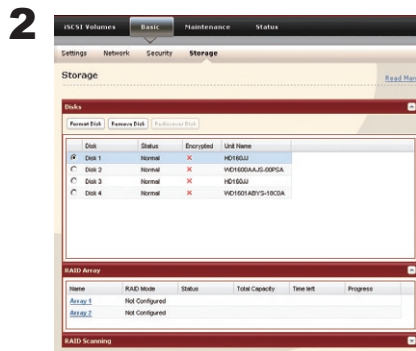 2
iSCSI Volumes Basic Maintenance Status
Settings Network Security Storage
Storage
Read Man
Disks
Format Disk Remove Disk Rediscover Disk
Disk Status Encrypted Unit Name
Disk 1 Normal HD160JJ
Disk 2 Normal WD1600AAJS-00PSA
Disk 3 Normal HD160JJ
Disk 4 Normal WD1601ABYS-18C0A
RAID Array
Name RAID Mode Status Total Capacity Time left Progress
Array 1 Not Configured
Array 2 Not Configured
RAID Scanning